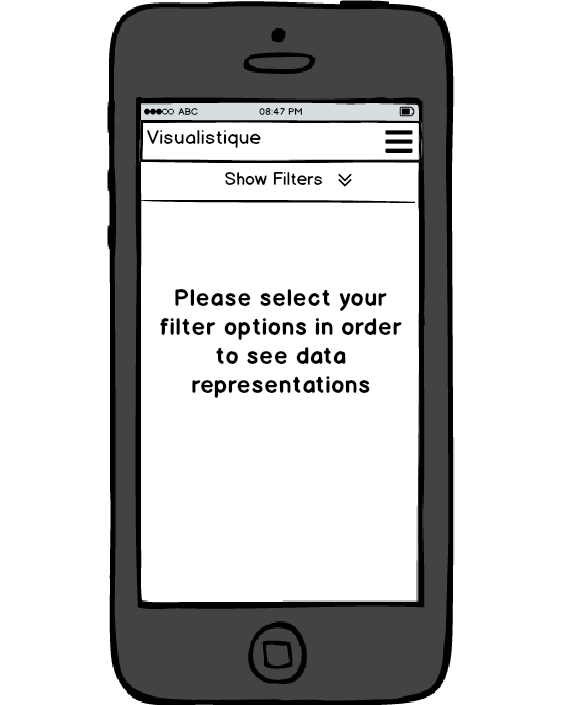 ABC 08:47 PM
Visualistique
Show Filters
Please select your
filter options in order
to see data
representations